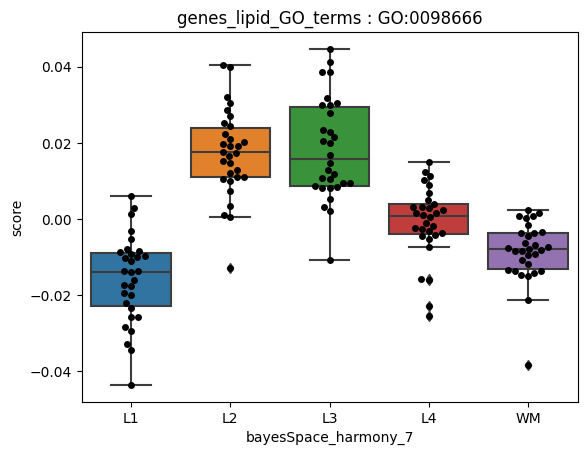 genes_lipid_GO_terms : GO:0098666
0.04
0.02
0.00
−0.02
−0.04
score
L1 L2 L3 L4 WM
bayesSpace_harmony_7